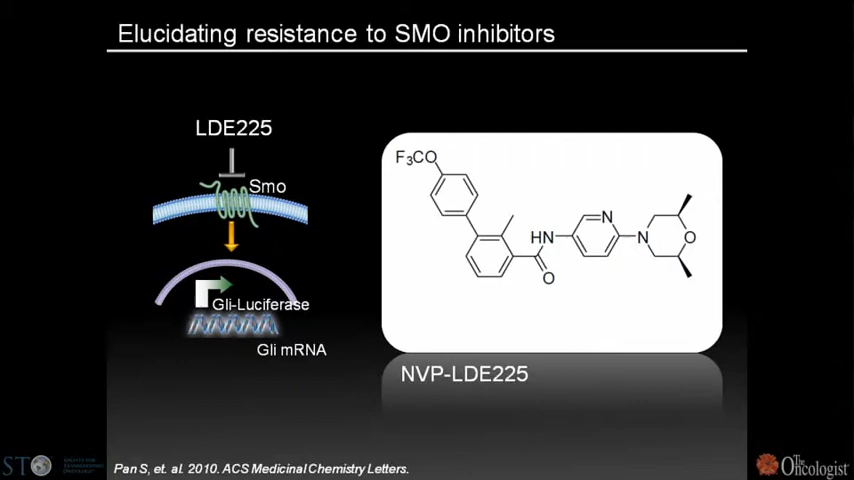 Elucidating resistance to SMO inhibitors
LDE225
Smo
Gli-Luciferase
Gli mRNA
F₃CO
HN
O
N
N
O
NVP-LDE225
Pan S, et. al. 2010. ACS Medicinal Chemistry Letters.
STO
The
Oncologist